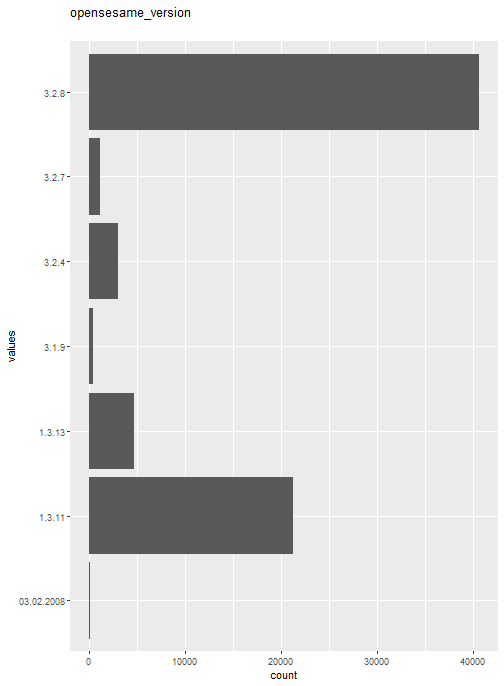 opensesame_version
3.2.8
3.2.7
3.2.4
3.1.9
1.3.13
1.3.11
03.02.2008
values
0 10000 20000 30000 40000
count